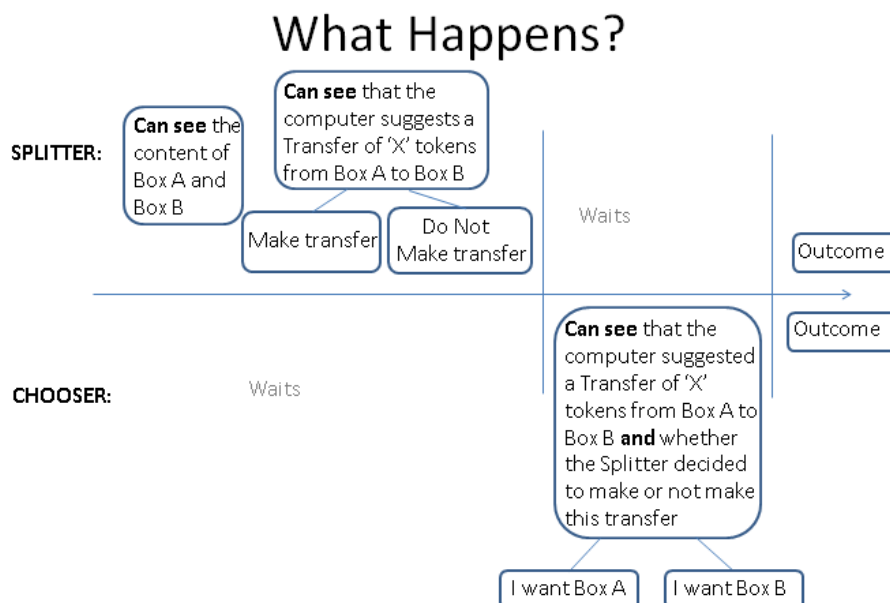 What Happens?
SPLITTER:
Can see the
content of
Box A and
Box B
Can see that the
computer suggests a
Transfer of ‘X’ tokens
from Box A to Box B
Make transfer
Do Not
Make transfer
Waits
Outcome
Outcome
CHOOSER:
Waits
Can see that the
computer suggested
a Transfer of ‘X’
tokens from Box A to
Box B and whether
the Splitter decided
to make or not make
this transfer
I want Box A
I want Box B